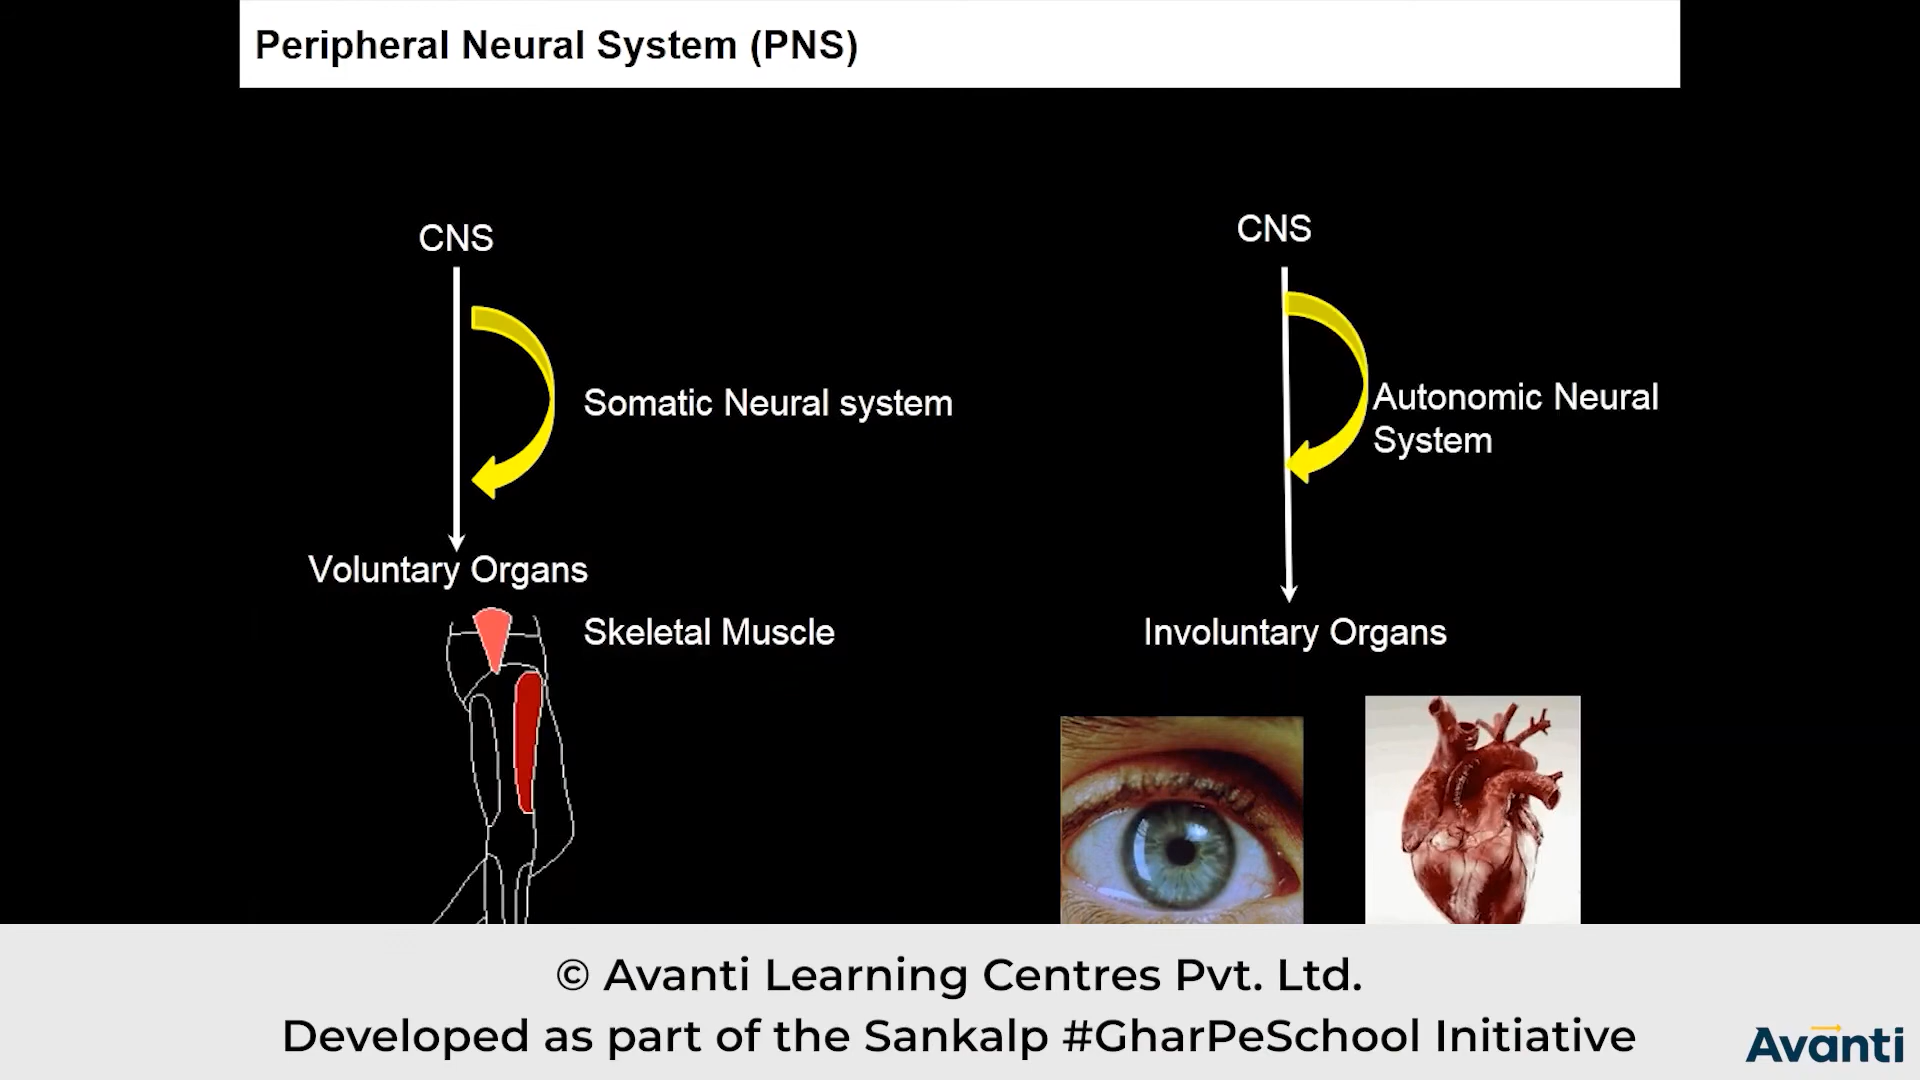 Peripheral Neural System (PNS)
CNS
Somatic Neural system
Voluntary Organs
Skeletal Muscle
CNS
Autonomic Neural
System
Involuntary Organs
© Avanti Learning Centres Pvt. Ltd.
Developed as part of the Sankalp #GharPeSchool Initiative
Avanti